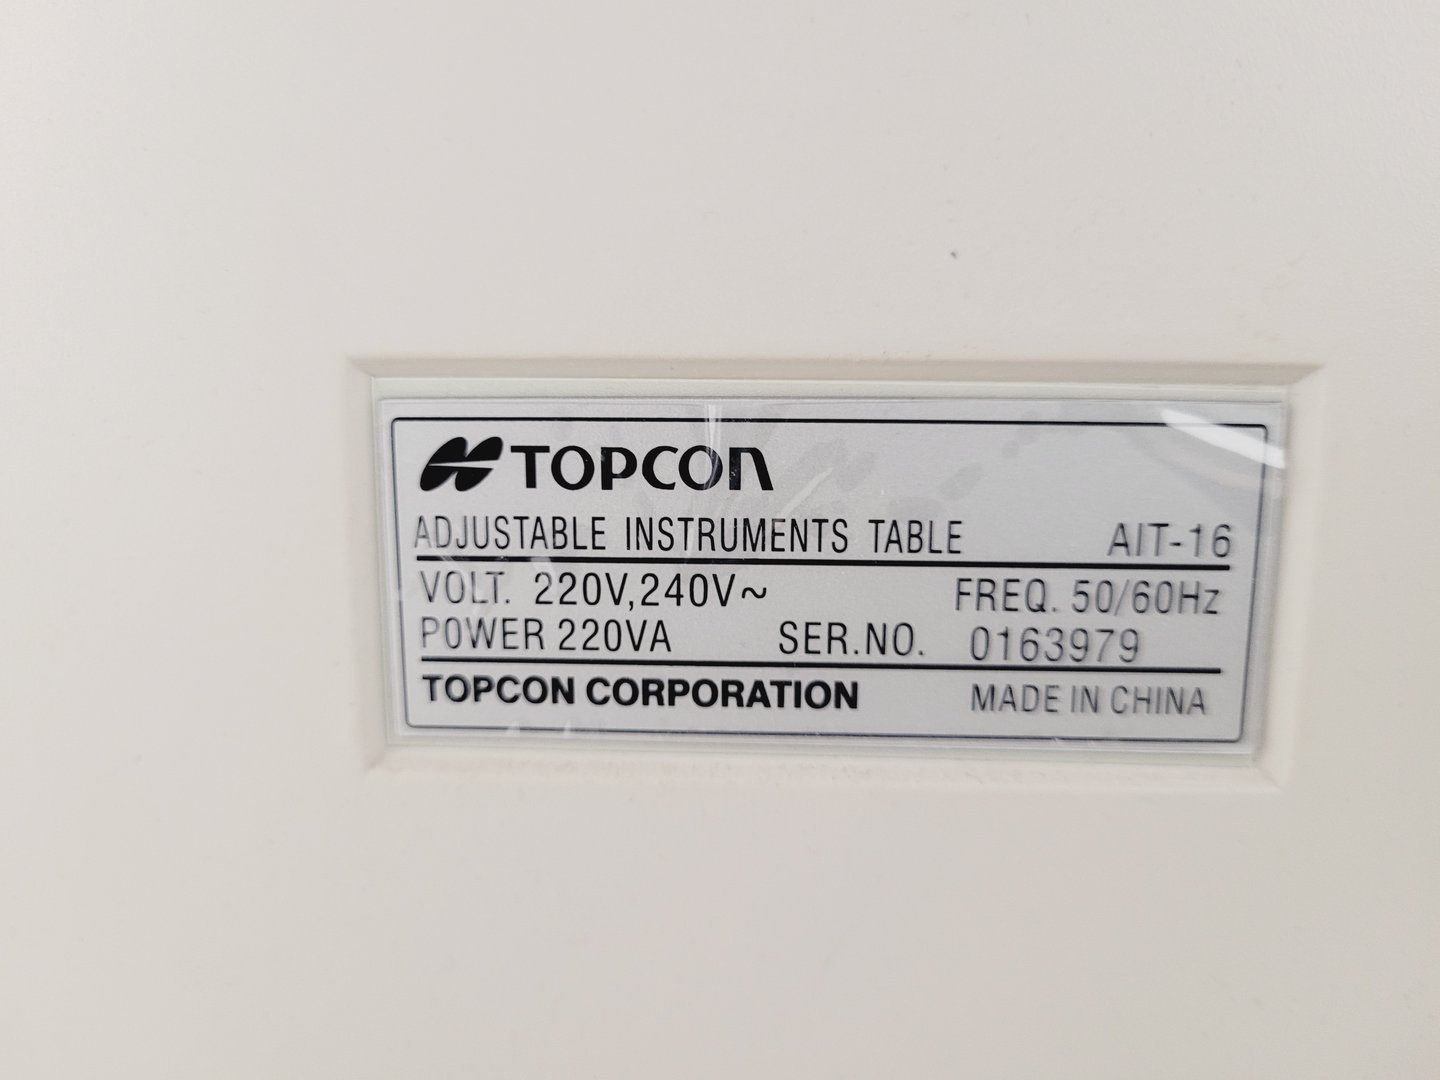 TOPCON
ADJUSTABLE INSTRUMENTS TABLE AIT-16
VOLT. 220V,240V~ FREQ. 50/60Hz
POWER 220VA SER.NO. 0163979
TOPCON CORPORATION MADE IN CHINA